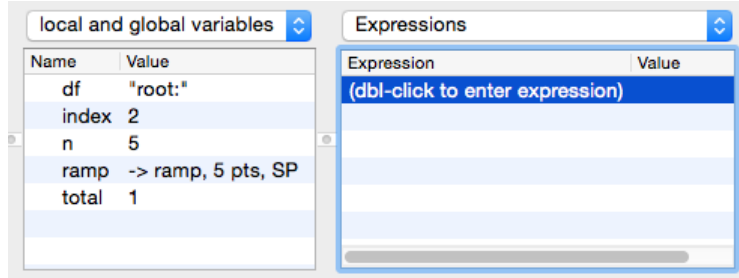 local and global variables
Name Value
df "root:"
index 2
n 5
ramp -> ramp, 5 pts, SP
total 1
Expressions
Expression Value
(dbl-click to enter expression)